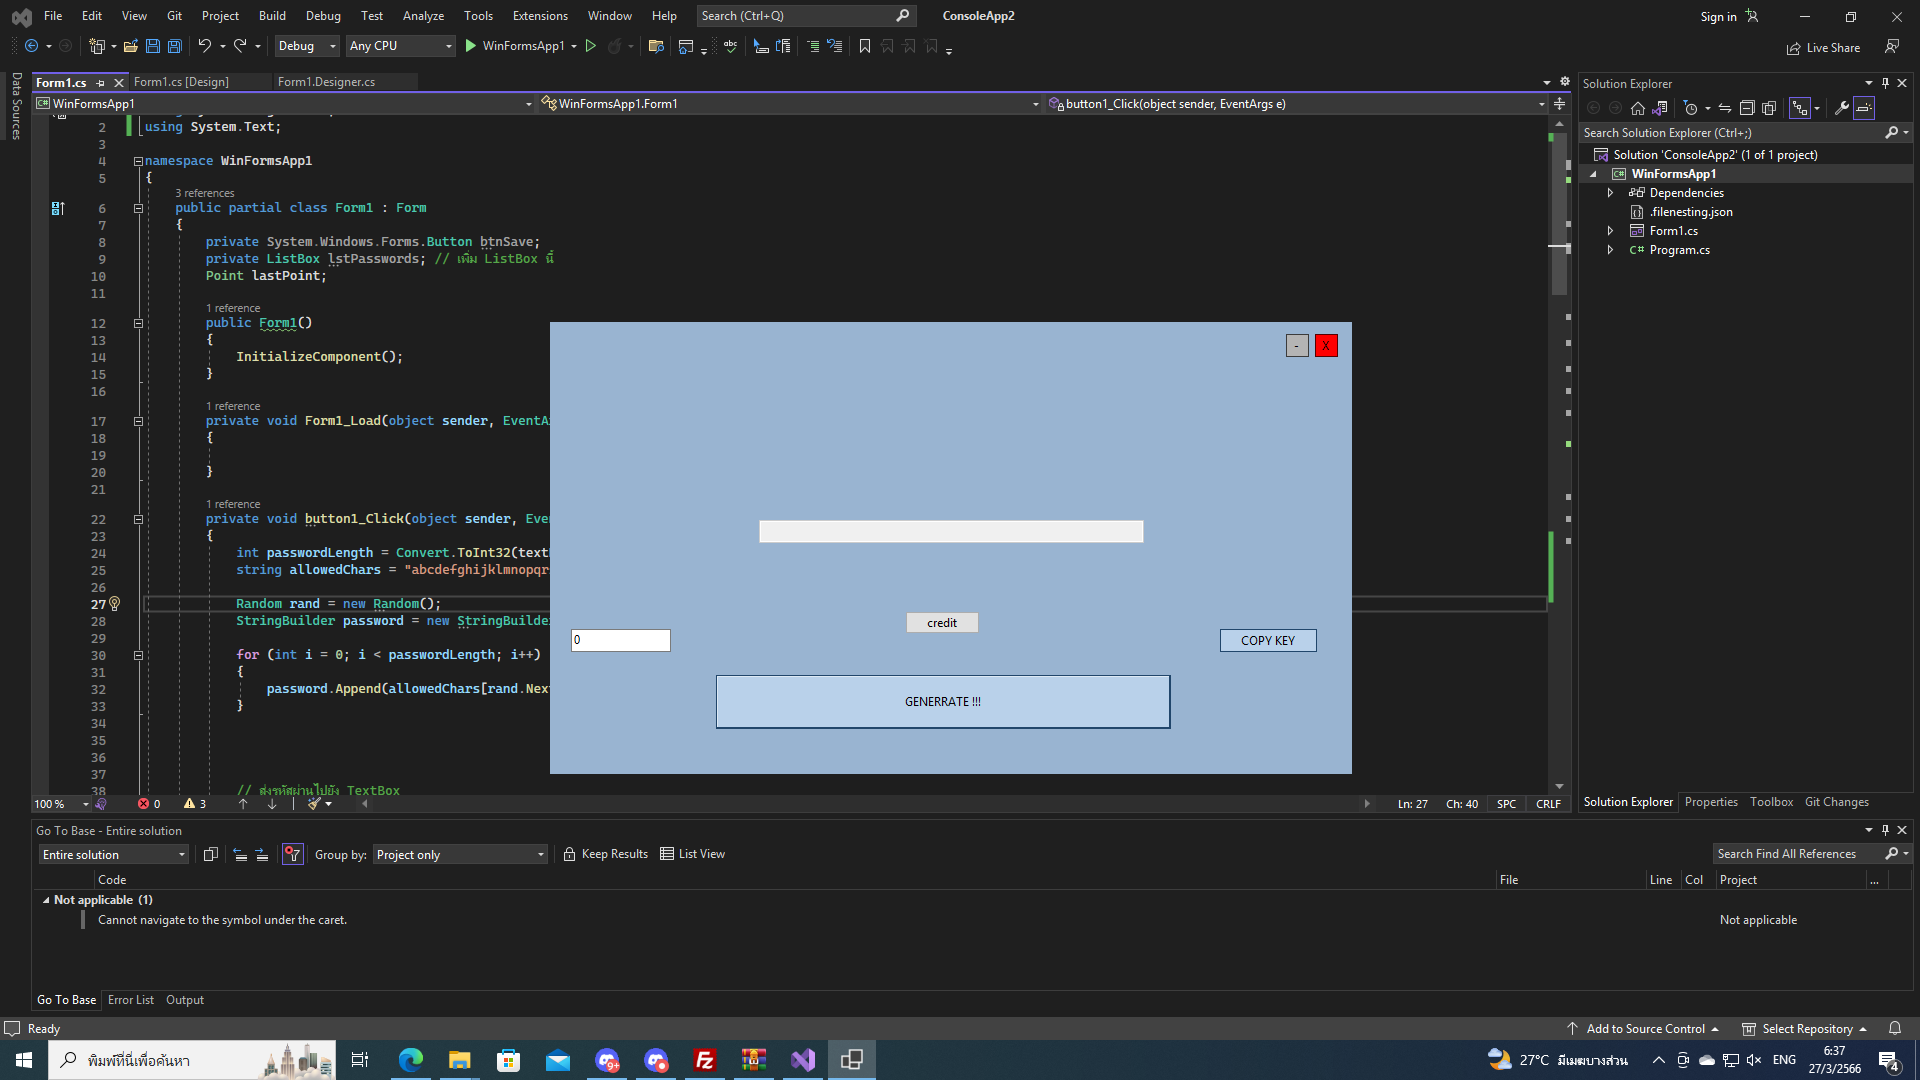 File Edit View Git Project Build Debug Test Analyze Tools Extensions Window Help Search (Ctrl+Q) ConsoleApp2 Sign in
Debug Any CPU WinFormsApp1 Live Share
Data Sources
Form1.cs Form1.cs [Design] Form1.Designer.cs
WinFormsApp1 WinFormsApp1.Form1 button1_Click(object sender, EventArgs e)
2 using System.Text;
3
4 namespace WinFormsApp1
5 {
3 references
6 public partial class Form1 : Form
7 {
8 private System.Windows.Forms.Button btnSave;
9 private ListBox lstPasswords; // เพิ่ม ListBox นี้
10 Point lastPoint;
11
1 reference
12 public Form1()
13 {
14 InitializeComponent();
15 }
16
1 reference
17 private void Form1_Load(object sender, EventA
18 {
19
20 }
21
1 reference
22 private void button1_Click(object sender, Eve
23 {
24 int passwordLength = Convert.ToInt32(text
25 string allowedChars = "abcdefghijklmnopqr
26
27 Random rand = new Random();
28 StringBuilder password = new StringBuilde
29
30 for (int i = 0; i < passwordLength; i++)
31 {
32 password.Append(allowedChars[rand.Nex
33 }
34
35
36
37
38 // ส่งรหัสผ่านไปยัง TextBox
- X
credit
0
COPY KEY
GENERRATE !!!
100 % 0 3 Ln: 27 Ch: 40 SPC CRLF
Solution Explorer
Search Solution Explorer (Ctrl+;)
Solution 'ConsoleApp2' (1 of 1 project)
WinFormsApp1
Dependencies
.filenesting.json
Form1.cs
C# Program.cs
Solution Explorer Properties Toolbox Git Changes
Go To Base - Entire solution
Entire solution Group by: Project only Keep Results List View Search Find All References
Code File Line Col Project ...
Not applicable (1)
Cannot navigate to the symbol under the caret. Not applicable
Go To Base Error List Output
Ready Add to Source Control Select Repository
พิมพ์ที่นี่เพื่อค้นหา 9+ 27°C มีเมฆบางส่วน ENG 6:37
27/3/2566 4